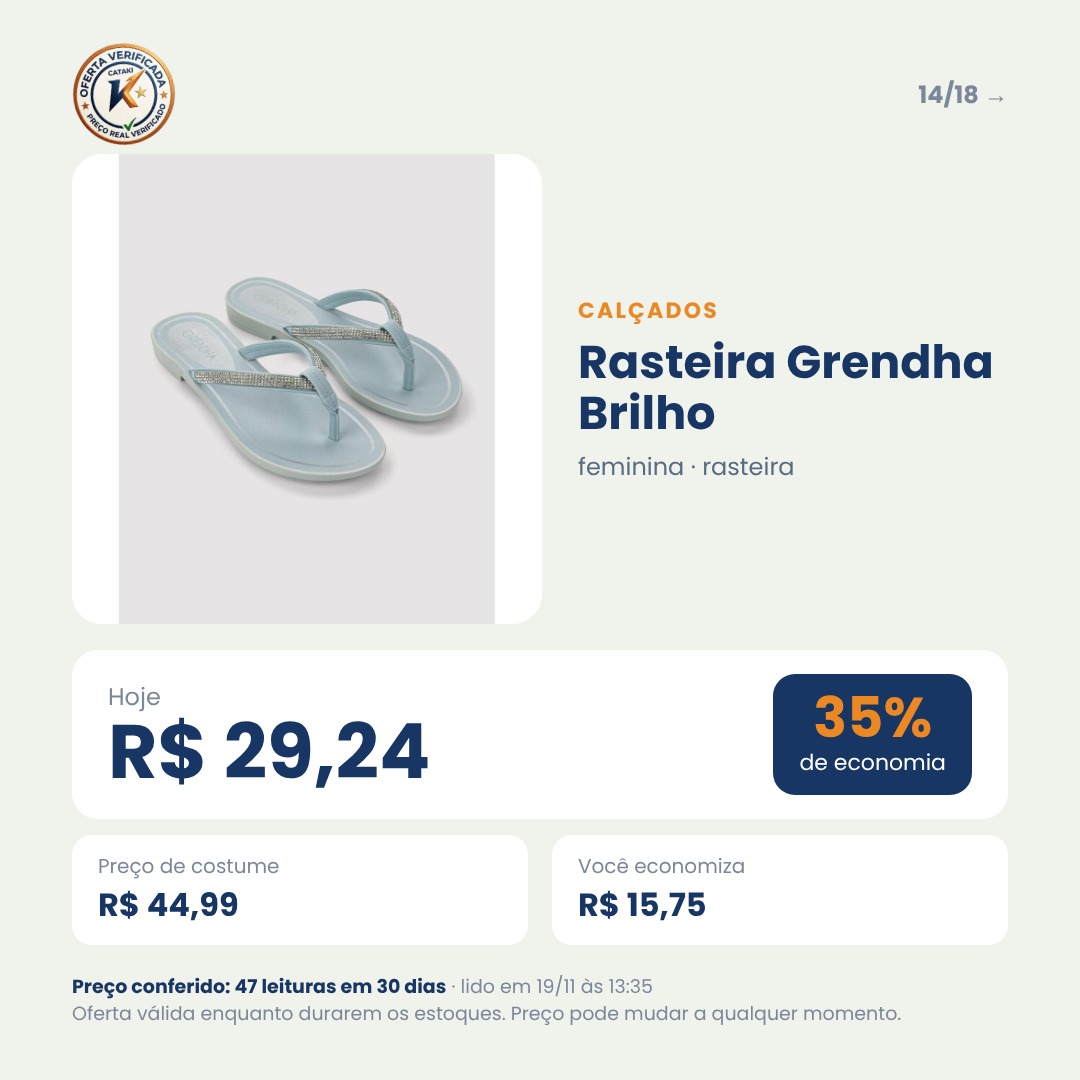 OFERTA VERIFICADA
CATAKI
K
PREÇO REAL VERIFICADO
14/18 →
GRENDHA
GRENDHA
CALÇADOS
Rasteira Grendha
Brilho
feminina · rasteira
Hoje
R$ 29,24
35%
de economia
Preço de costume
R$ 44,99
Você economiza
R$ 15,75
Preço conferido: 47 leituras em 30 dias · lido em 19/11 às 13:35
Oferta válida enquanto durarem os estoques. Preço pode mudar a qualquer momento.